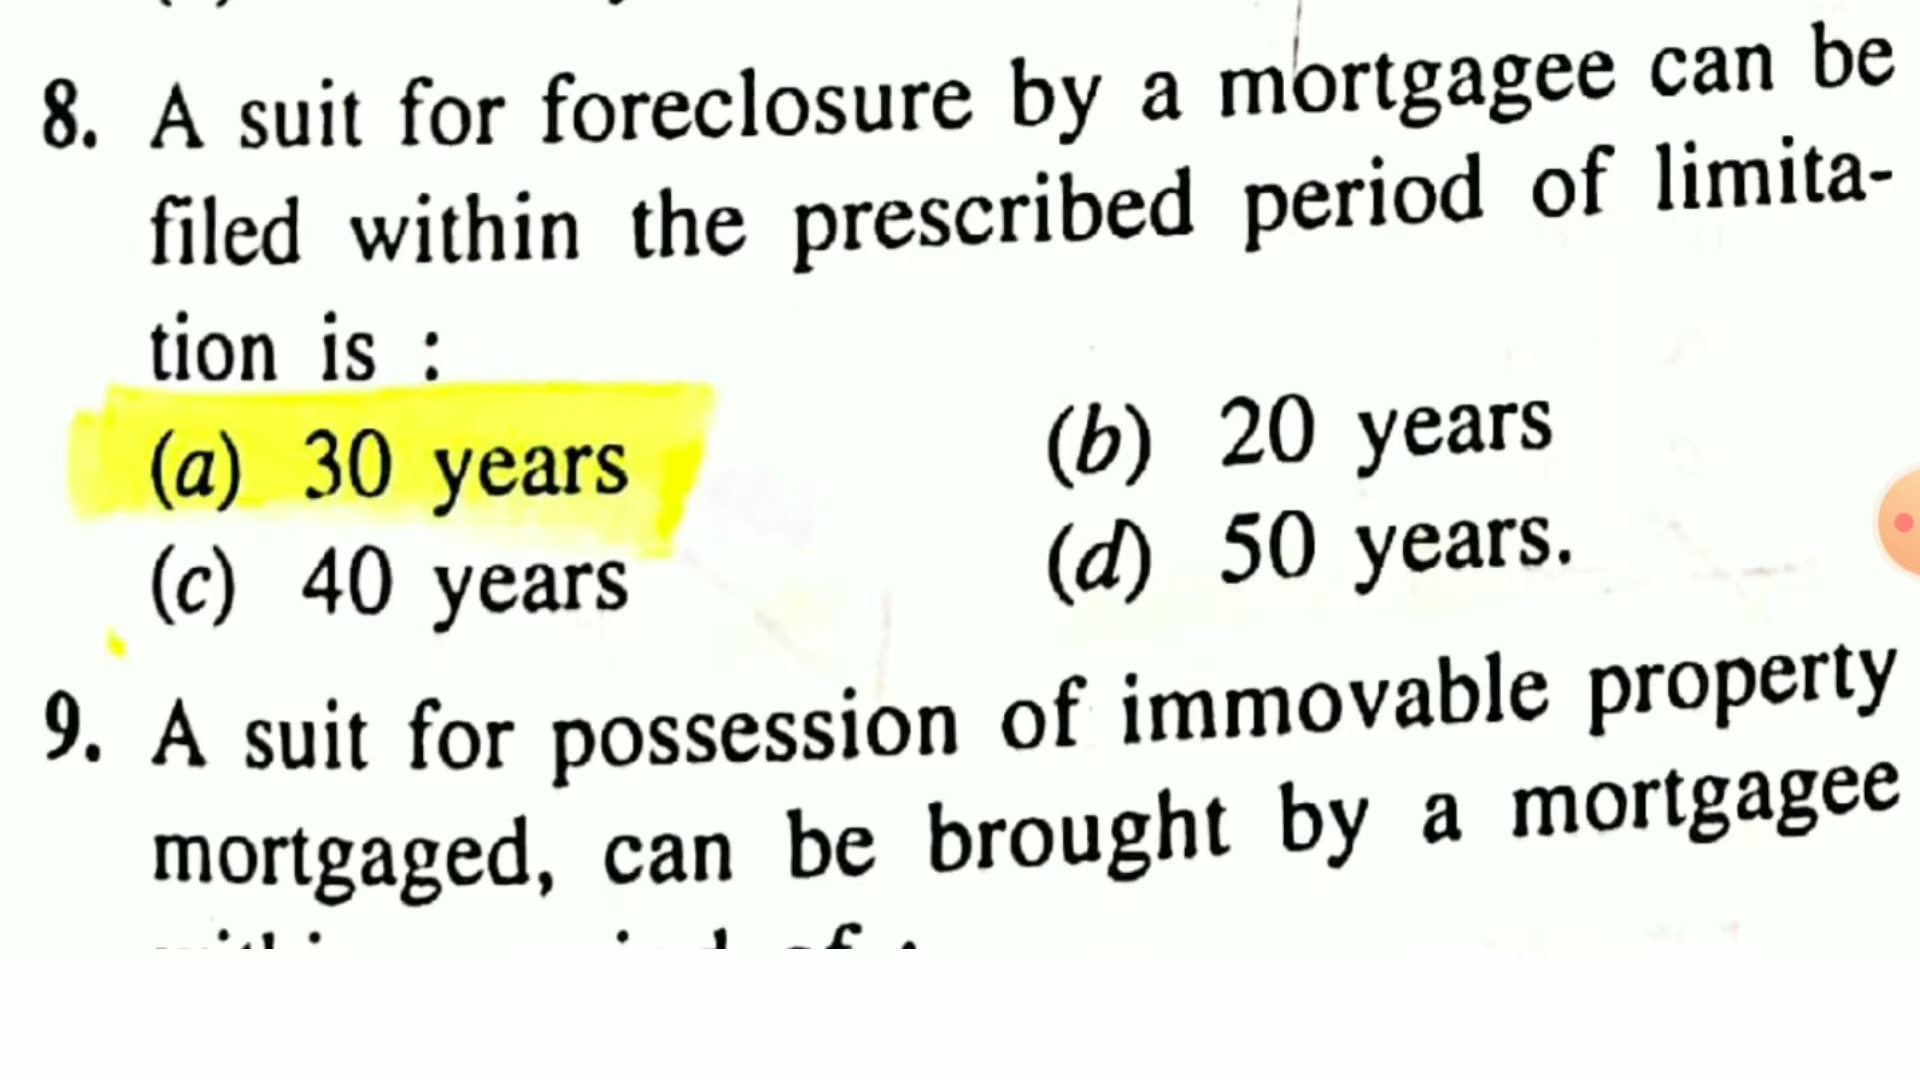 8. A suit for foreclosure by a mortgagee can be
filed within the prescribed period of limita-
tion is :
(a) 30 years (b) 20 years
(c) 40 years (d) 50 years.
9. A suit for possession of immovable property
mortgaged, can be brought by a mortgagee